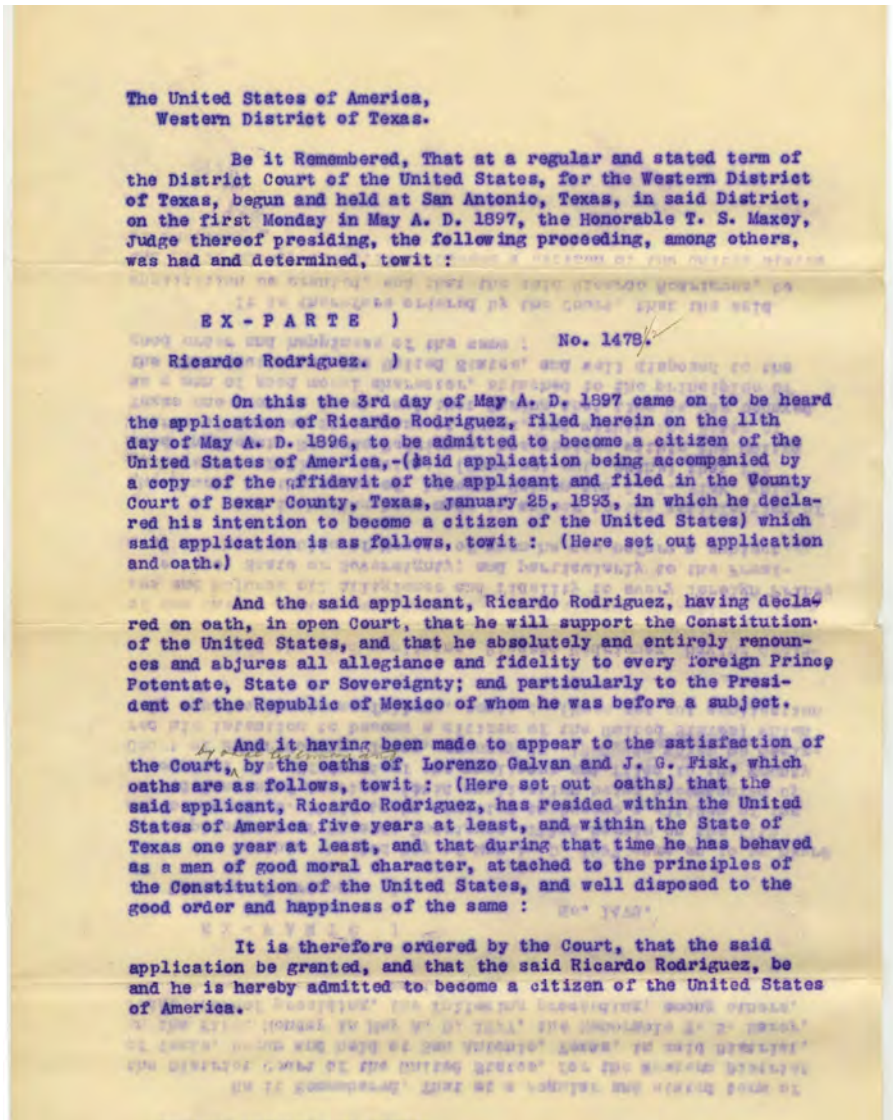 The United States of America,
Western District of Texas.
Be it Remembered, That at a regular and stated term of
the District Court of the United States, for the Western District
of Texas, begun and held at San Antonio, Texas, in said District,
on the first Monday in May A. D. 1897, the Honorable T. S. Maxey,
Judge thereof presiding, the following proceeding, among others,
was had and determined, towit :
EX-PARTE )
No. 1478 1/2.
Ricardo Rodriguez. )
On this the 3rd day of May A. D. 1897 came on to be heard
the application of Ricardo Rodriguez, filed herein on the 11th
day of May A. D. 1896, to be admitted to become a citizen of the
United States of America,-(said application being accompanied by
a copy of the affidavit of the applicant and filed in the County
Court of Bexar County, Texas, January 25, 1893, in which he decla-
red his intention to become a citizen of the United States) which
said application is as follows, towit : (Here set out application
and oath.)
And the said applicant, Ricardo Rodriguez, having decla-
red on oath, in open Court, that he will support the Constitution
of the United States, and that he absolutely and entirely renoun-
ces and abjures all allegiance and fidelity to every foreign Prince
Potentate, State or Sovereignty; and particularly to the Presi-
dent of the Republic of Mexico of whom he was before a subject.
And it having been made to appear to the satisfaction of
by oral testimony and
the Court, by the oaths of Lorenzo Galvan and J. G. Fisk, which
oaths are as follows, towit : (Here set out oaths) that the
said applicant, Ricardo Rodriguez, has resided within the United
States of America five years at least, and within the State of
Texas one year at least, and that during that time he has behaved
as a man of good moral character, attached to the principles of
the Constitution of the United States, and well disposed to the
good order and happiness of the same :
It is therefore ordered by the Court, that the said
application be granted, and that the said Ricardo Rodriguez, be
and he is hereby admitted to become a citizen of the United States
of America.